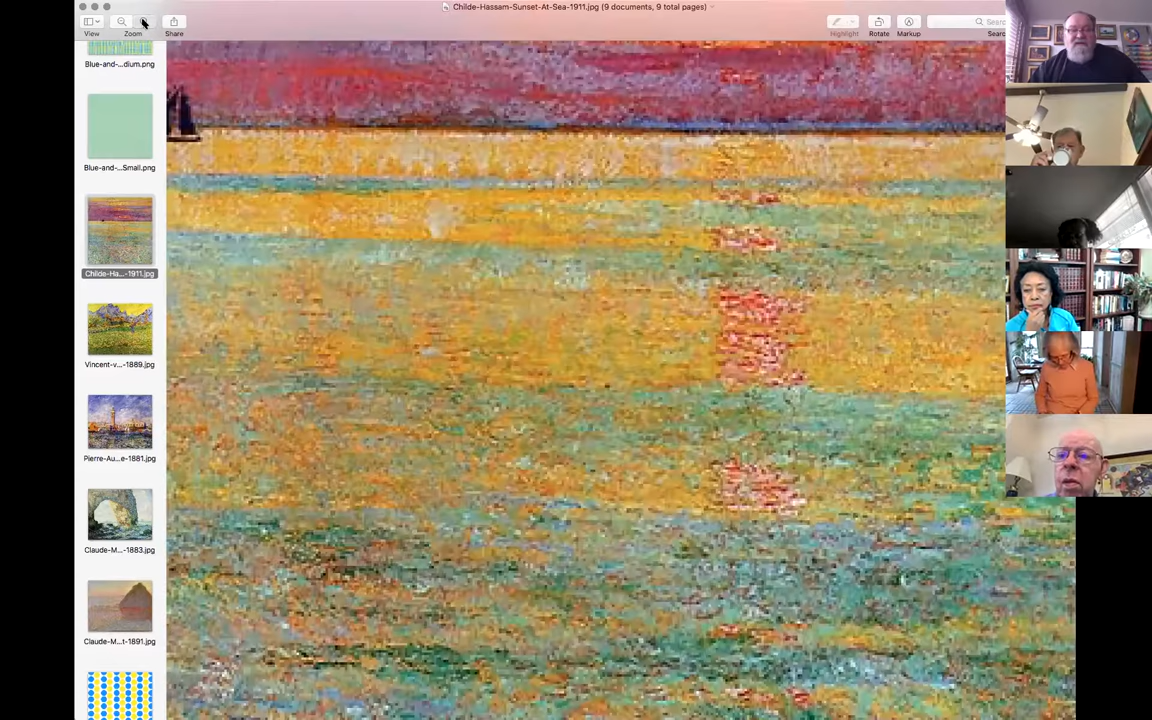 Childe-Hassam-Sunset-At-Sea-1911.jpg (9 documents, 9 total pages)
View
Zoom
Share
Highlight
Rotate
Markup
Searc
Searc
Blue-and-...dium.png
Blue-and-...Small.png
Childe-Ha...-1911.jpg
Vincent-v...-1889.jpg
Pierre-Au...e-1881.jpg
Claude-M...-1883.jpg
Claude-M...t-1891.jpg